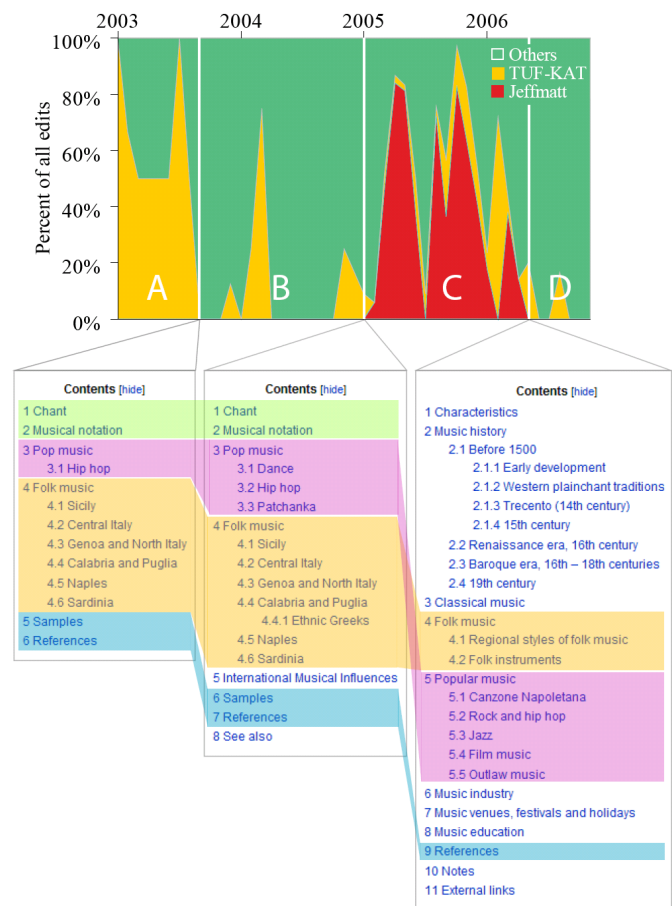 2003 2004 2005 2006
100%
80%
60%
40%
20%
0%
Percent of all edits
Others
TUF-KAT
Jeffmatt
A B C D
Contents [hide]
1 Chant
2 Musical notation
3 Pop music
3.1 Hip hop
4 Folk music
4.1 Sicily
4.2 Central Italy
4.3 Genoa and North Italy
4.4 Calabria and Puglia
4.5 Naples
4.6 Sardinia
5 Samples
6 References
Contents [hide]
1 Chant
2 Musical notation
3 Pop music
3.1 Dance
3.2 Hip hop
3.3 Patchanka
4 Folk music
4.1 Sicily
4.2 Central Italy
4.3 Genoa and North Italy
4.4 Calabria and Puglia
4.4.1 Ethnic Greeks
4.5 Naples
4.6 Sardinia
5 International Musical Influences
6 Samples
7 References
8 See also
Contents [hide]
1 Characteristics
2 Music history
2.1 Before 1500
2.1.1 Early development
2.1.2 Western plainchant traditions
2.1.3 Trecento (14th century)
2.1.4 15th century
2.2 Renaissance era, 16th century
2.3 Baroque era, 16th – 18th centuries
2.4 19th century
3 Classical music
4 Folk music
4.1 Regional styles of folk music
4.2 Folk instruments
5 Popular music
5.1 Canzone Napoletana
5.2 Rock and hip hop
5.3 Jazz
5.4 Film music
5.5 Outlaw music
6 Music industry
7 Music venues, festivals and holidays
8 Music education
9 References
10 Notes
11 External links